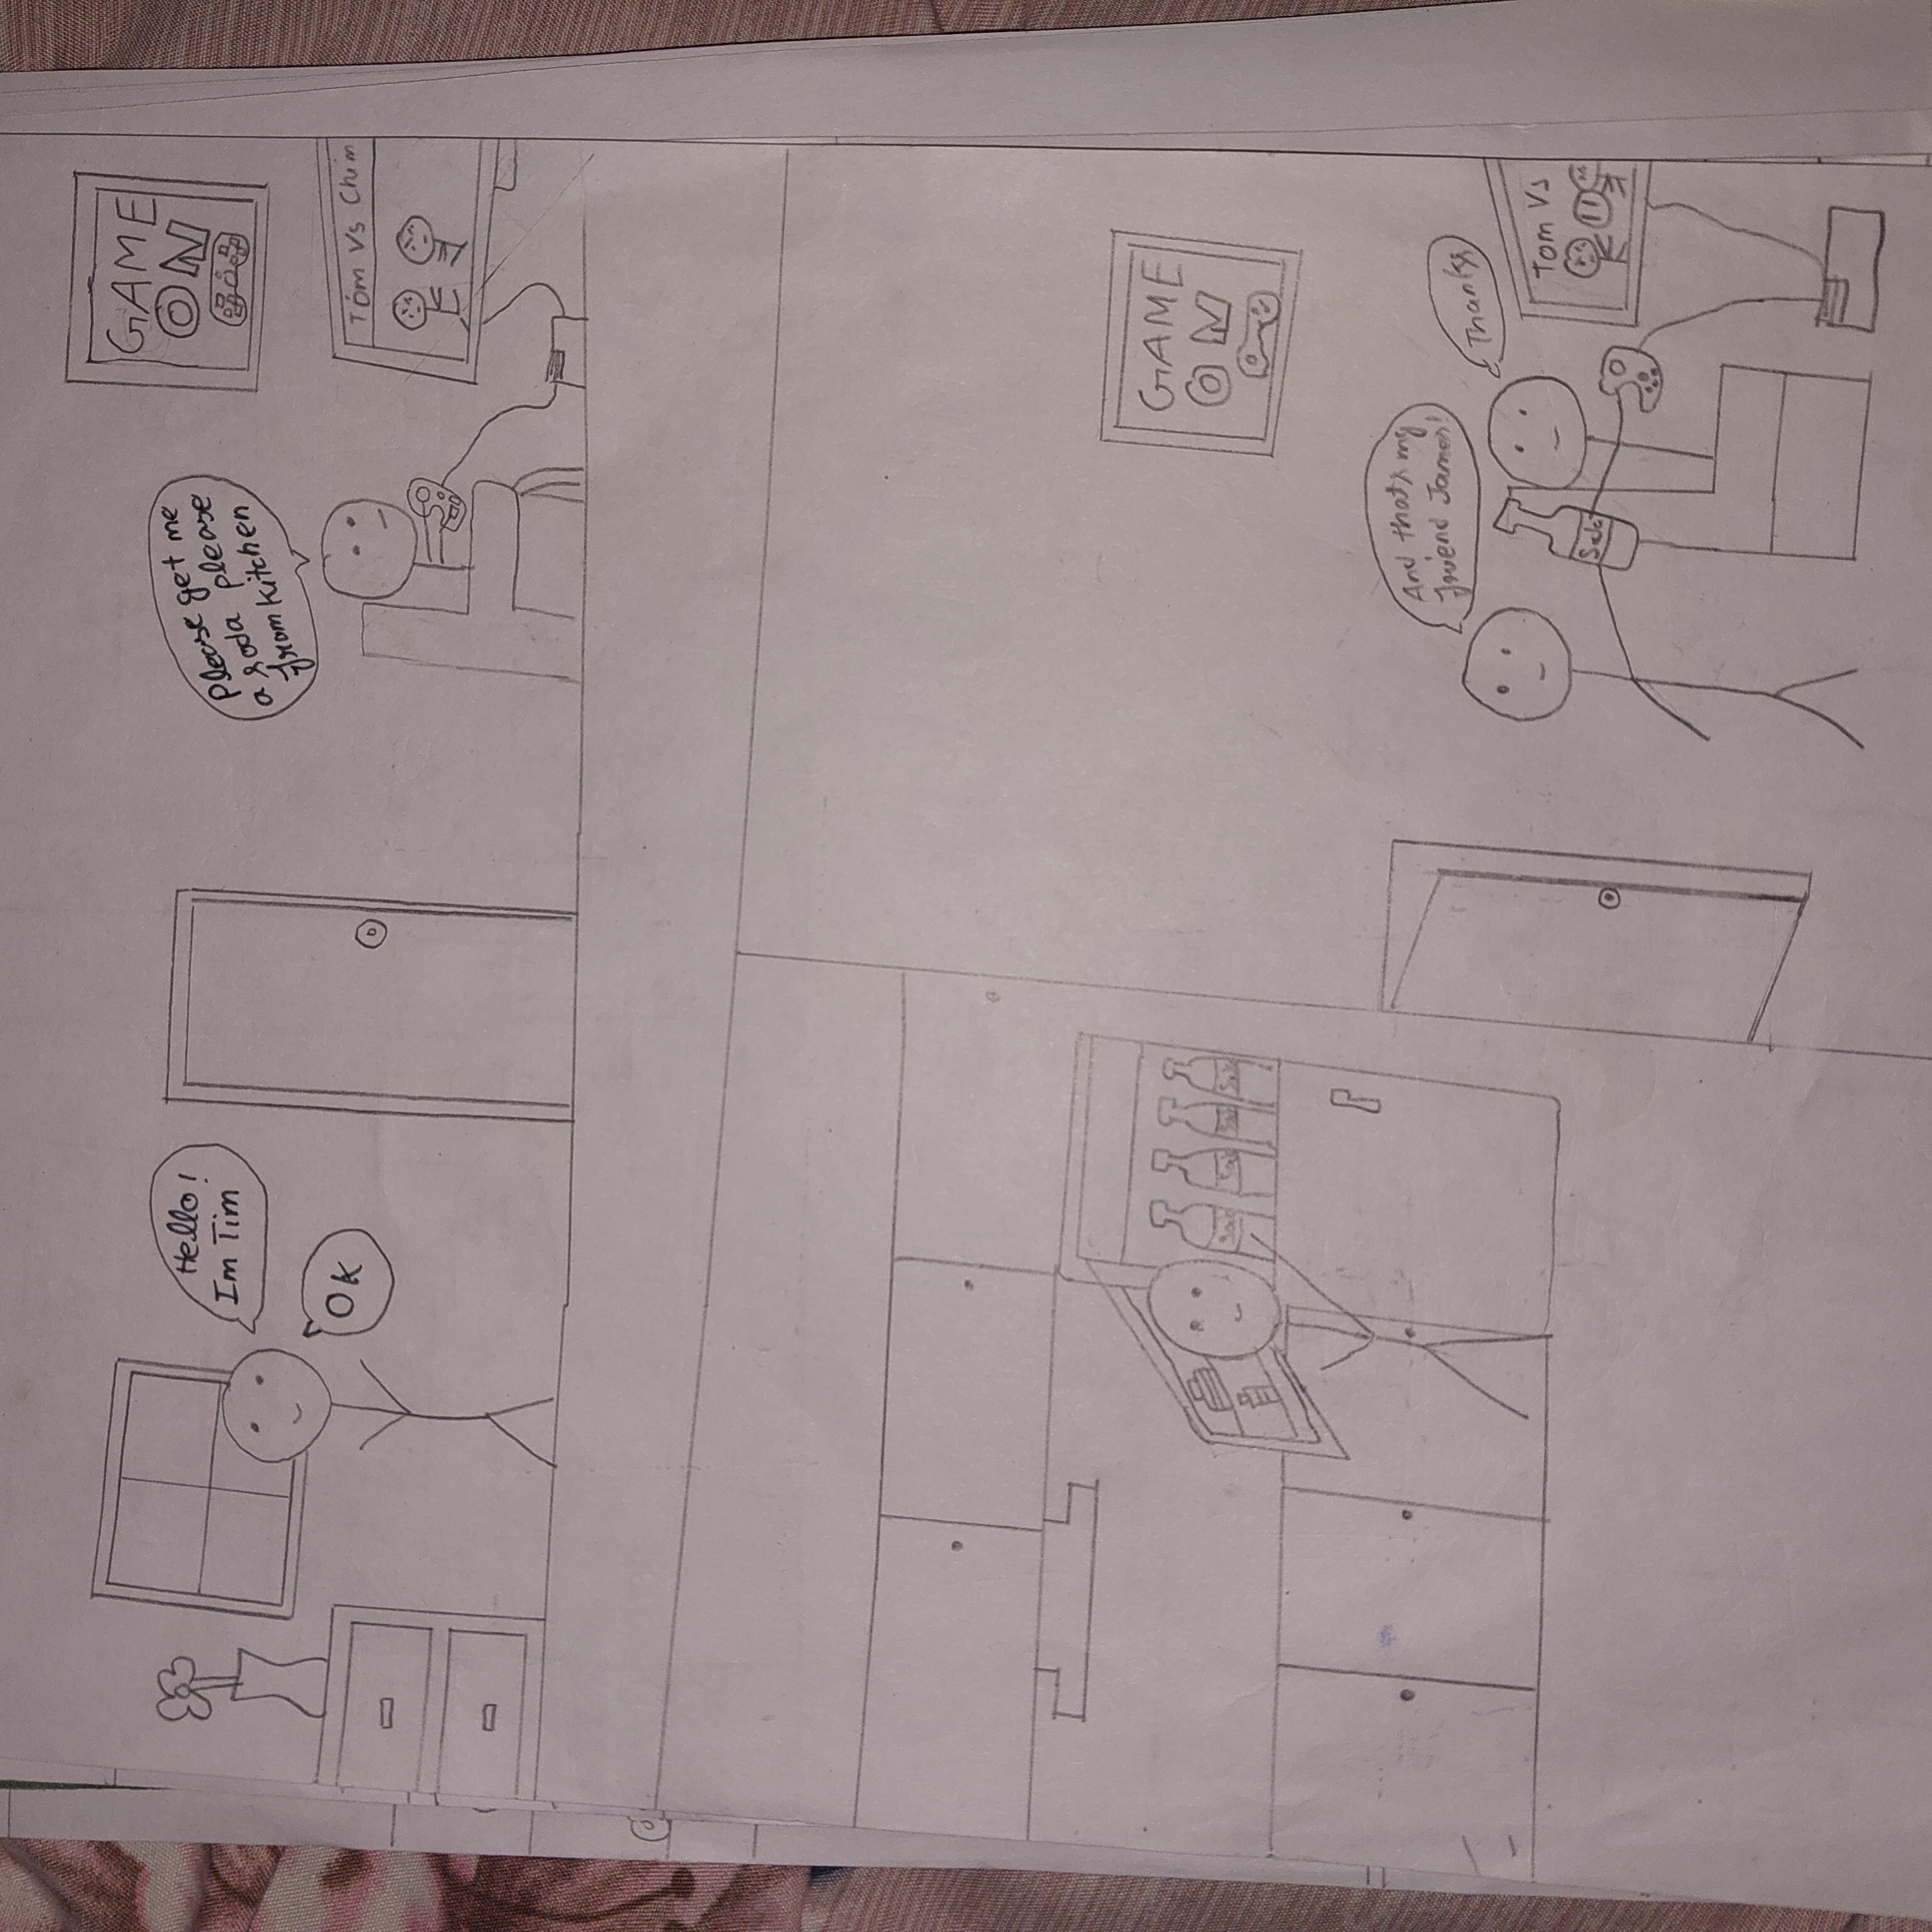 Hello!
Im Tim
OK
Please get me
a soda please
from kitchen
GAME
ON
Tom Vs Chim
Soda
Soda
Soda
GAME
ON
And that's my
friend James!
Thanks
Soda
Tom Vs